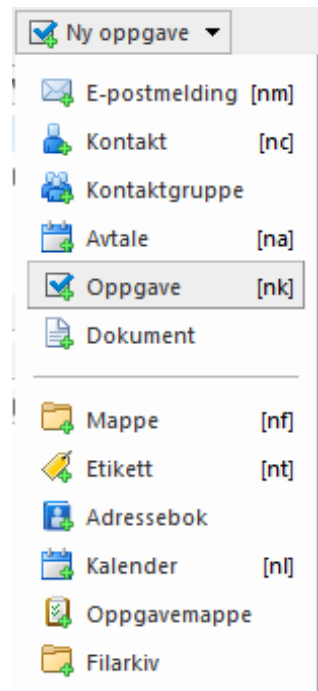 Ny oppgave
E-postmelding [nm]
Kontakt [nc]
Kontaktgruppe
Avtale [na]
Oppgave [nk]
Dokument
Mappe [nf]
Etikett [nt]
Adressebok
Kalender [nl]
Oppgavemappe
Filarkiv